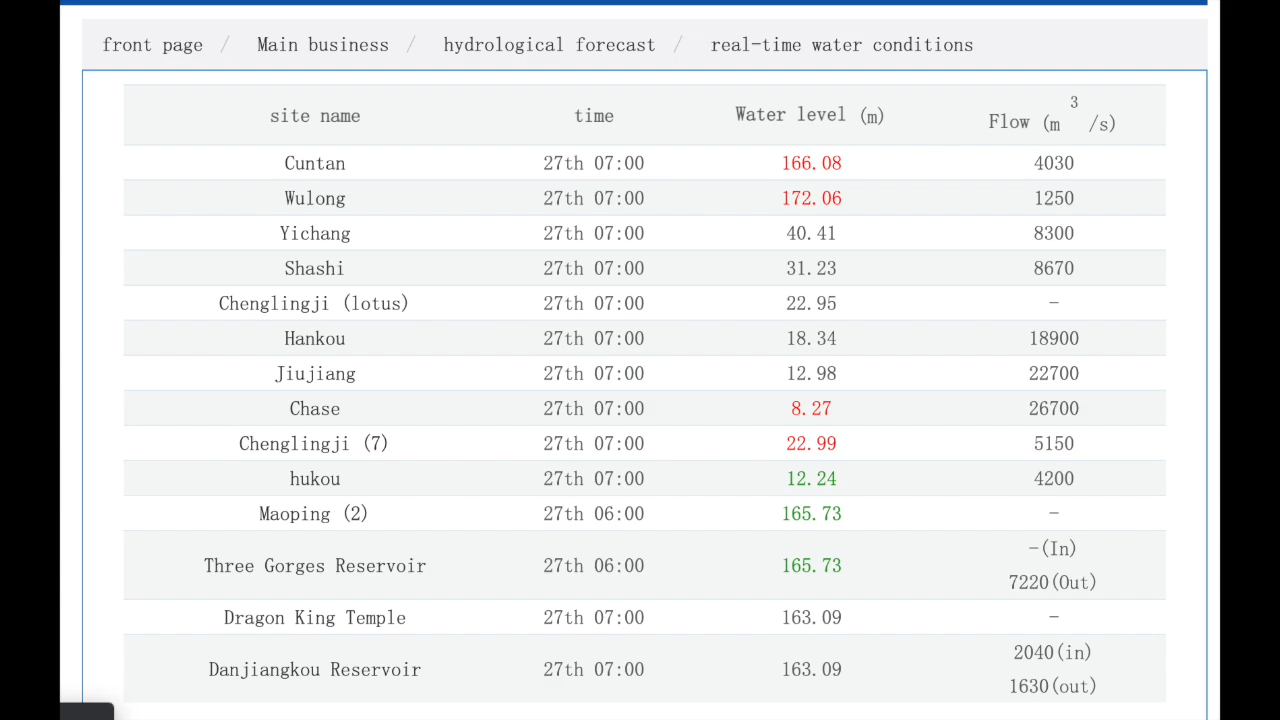 front page / Main business / hydrological forecast / real-time water conditions
site name time Water level (m) Flow (m³/s)
Cuntan 27th 07:00 166.08 4030
Wulong 27th 07:00 172.06 1250
Yichang 27th 07:00 40.41 8300
Shashi 27th 07:00 31.23 8670
Chenglingji (lotus) 27th 07:00 22.95 −
Hankou 27th 07:00 18.34 18900
Jiujiang 27th 07:00 12.98 22700
Chase 27th 07:00 8.27 26700
Chenglingji (7) 27th 07:00 22.99 5150
hukou 27th 07:00 12.24 4200
Maoping (2) 27th 06:00 165.73 −
Three Gorges Reservoir 27th 06:00 165.73 −(In)
7220(Out)
Dragon King Temple 27th 07:00 163.09 −
Danjiangkou Reservoir 27th 07:00 163.09 2040(in)
1630(out)